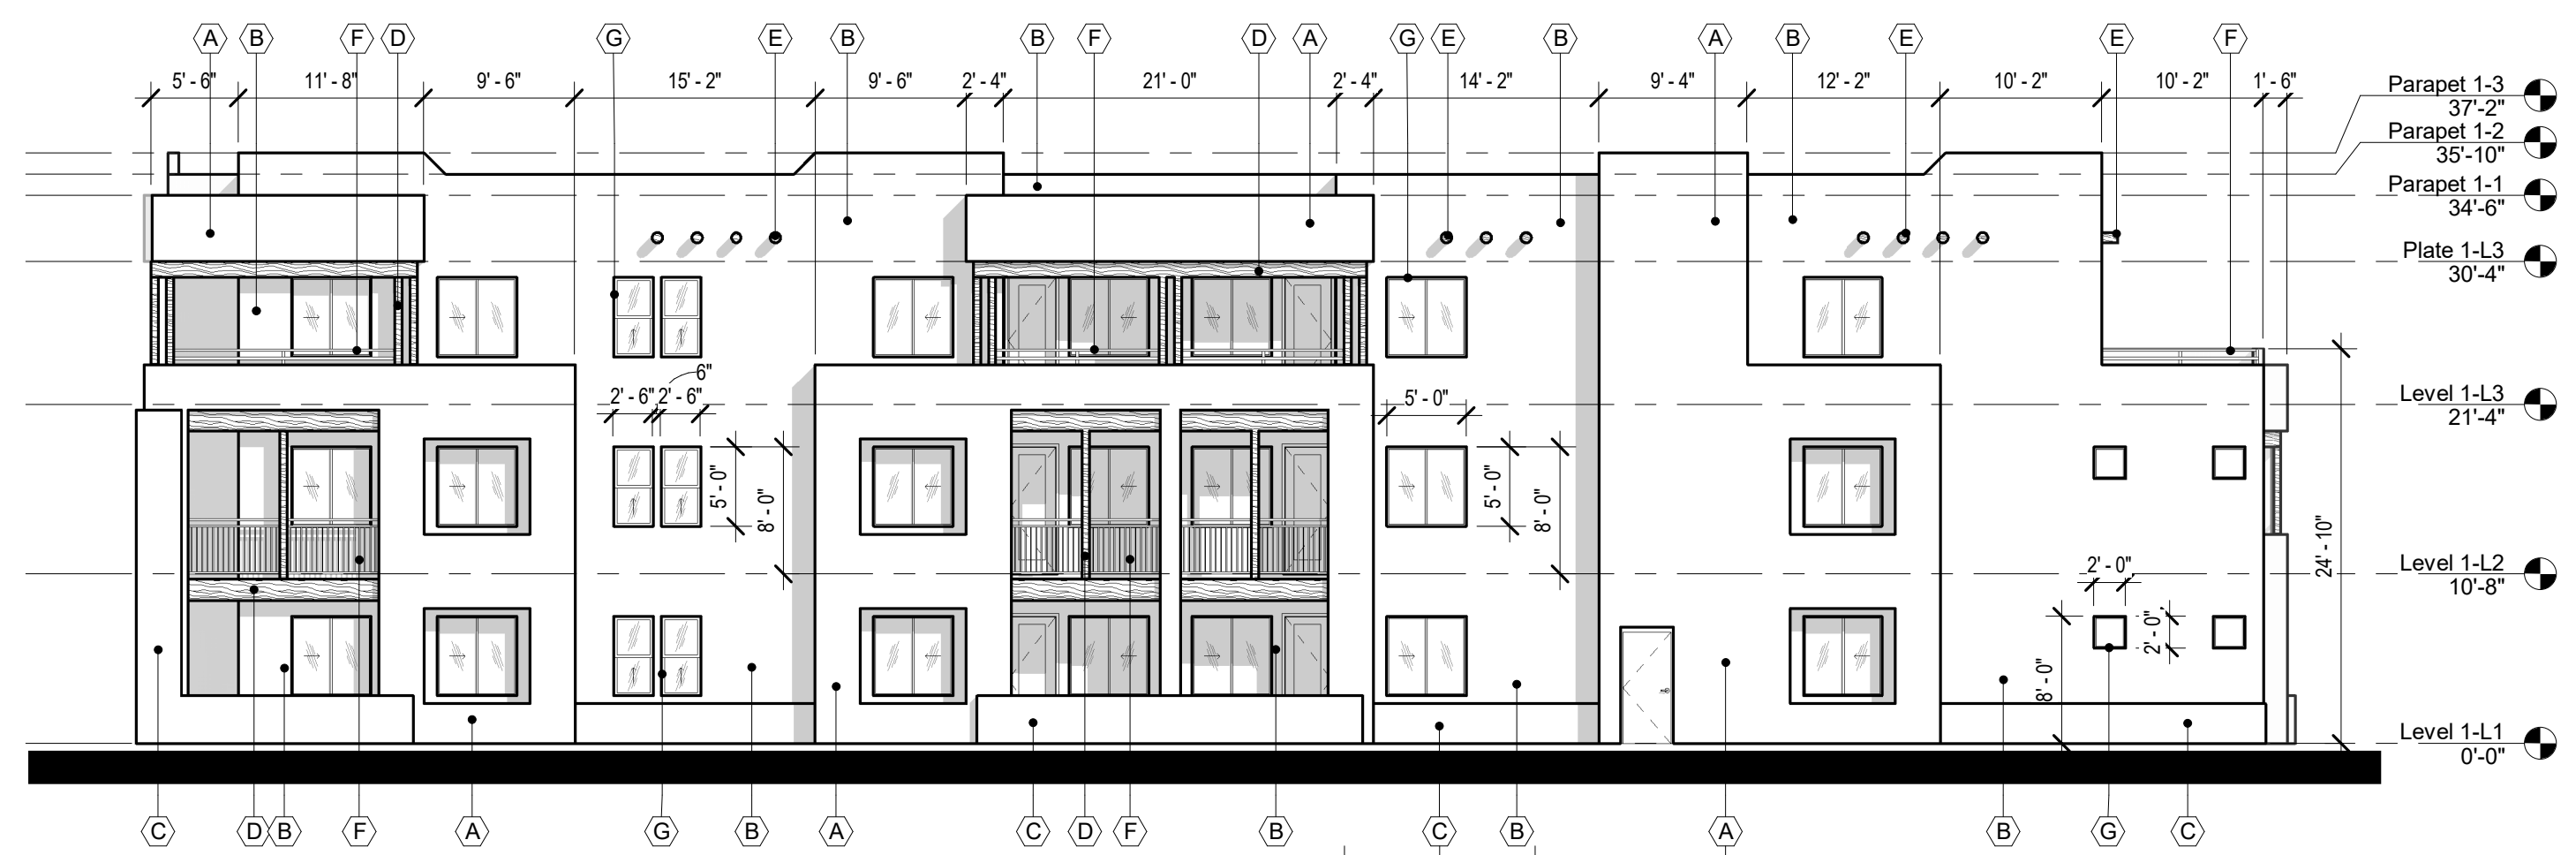 A B F D G E B B F D A G E B A B E E F
5' - 6" 11' - 8" 9' - 6" 15' - 2" 9' - 6" 2' - 4" 21' - 0" 2' - 4" 14' - 2" 9' - 4" 12' - 2" 10' - 2" 10' - 2" 1' - 6"
Parapet 1-3
37'-2"
Parapet 1-2
35'-10"
Parapet 1-1
34'-6"
Plate 1-L3
30'-4"
6"
2' - 6" 2' - 6" 5' - 0"
Level 1-L3
21'-4"
5' - 0" 8' - 0" 5' - 0" 8' - 0"
24' - 10"
Level 1-L2
10'-8"
2' - 0"
2' - 0"
8' - 0"
Level 1-L1
0'-0"
C D B F A G B A C D F B C B A B G C